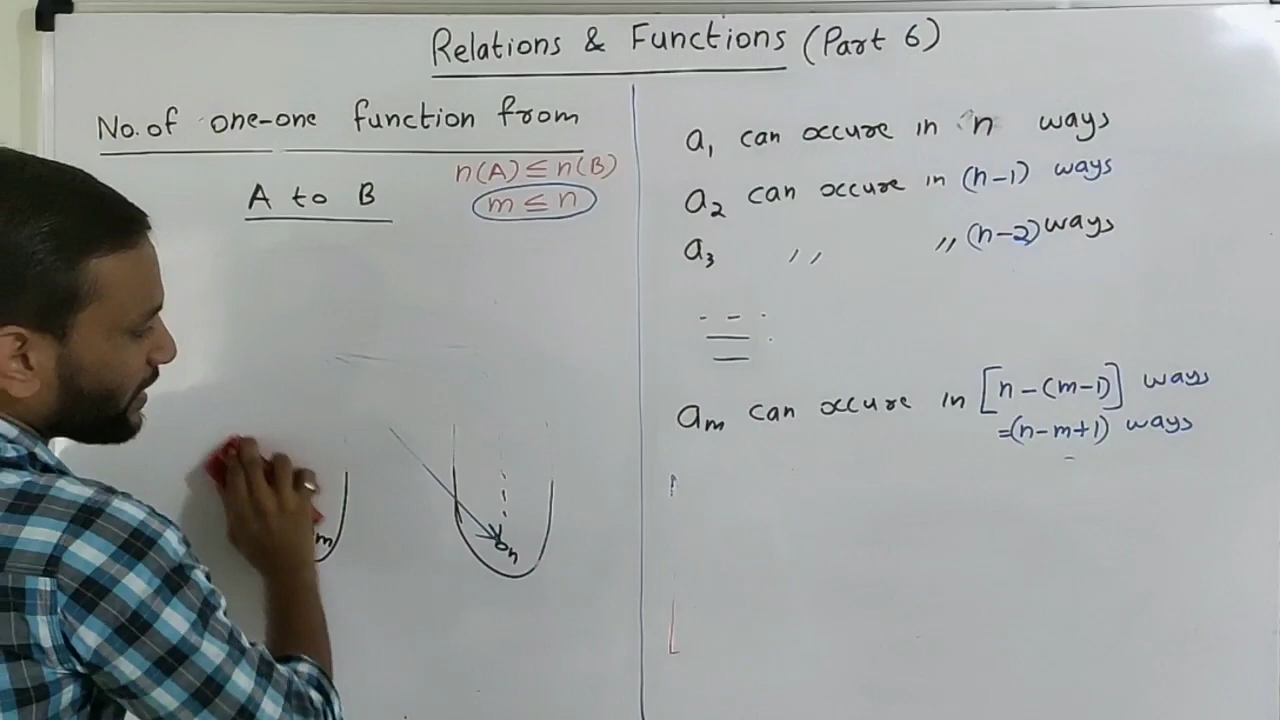 Relations & Functions (Part 6)
No. of one-one function from
A to B
n(A) ≤ n(B)
m ≤ n
m
bn
a₁ can occure in n ways
a₂ can occure in (n-1) ways
a₃ ,, ,, (n-2) ways
aₘ can occure in [n-(m-1)] ways
=(n-m+1) ways